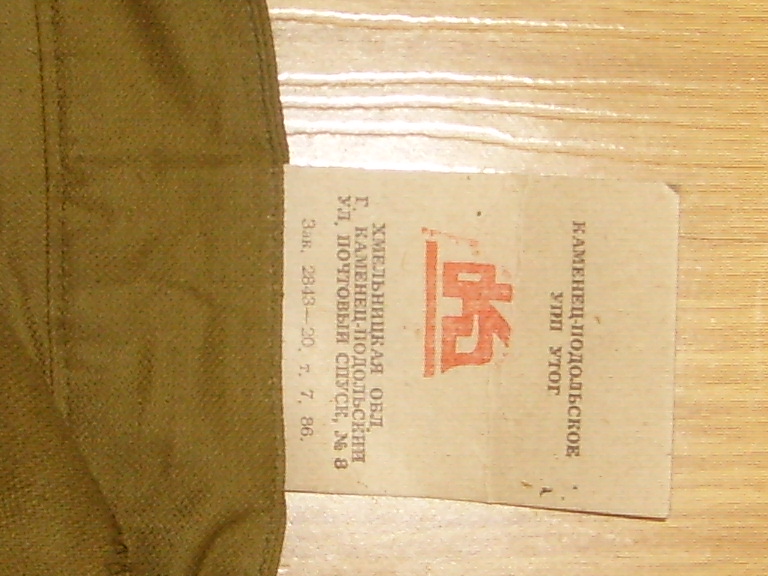 КАМЕНЕЦ-ПОДОЛЬСКОЕ
УПП УТОГ
ХМЕЛЬНИЦКАЯ ОБЛ.
Г. КАМЕНЕЦ-ПОДОЛЬСКИЙ
УЛ. ПОЧТОВЫЙ СПУСК, № 8
Зак. 2843—20. т. 7, 86.